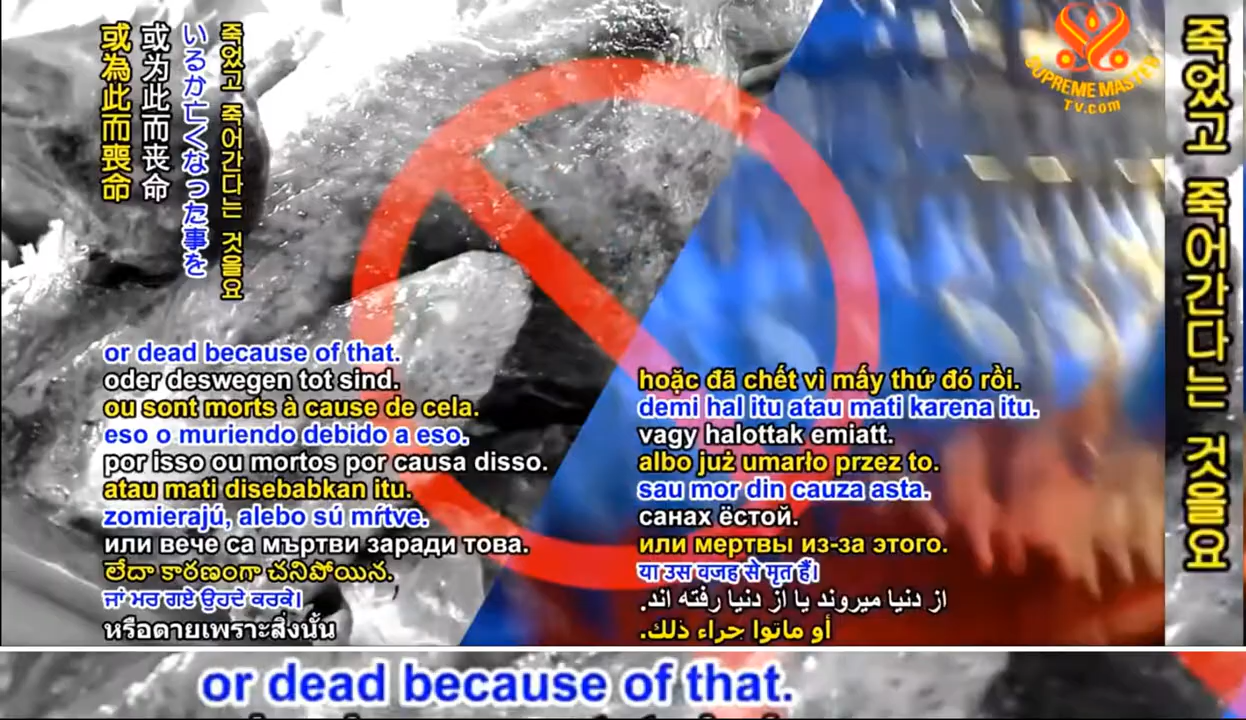 죽었고 죽어간다는 것을요
いるか亡くなった事を
或为此而丧命
或為此而喪命
SUPREME MASTER
TV.com
or dead because of that.
oder deswegen tot sind.
ou sont morts à cause de cela.
eso o muriendo debido a eso.
por isso ou mortos por causa disso.
atau mati disebabkan itu.
zomierajú, alebo sú mŕtve.
или вече са мъртви заради това.
లేదా కారణంగా చనిపోయిన.
ਜਾਂ ਮਰ ਗਏ ਉਹਦੇ ਕਰਕੇ।
หรือตายเพราะสิ่งนั้น
hoặc đã chết vì mấy thứ đó rồi.
demi hal itu atau mati karena itu.
vagy halottak emiatt.
albo już umarło przez to.
sau mor din cauza asta.
санах ёстой.
или мертвы из-за этого.
या उस वजह से मृत हैं।
از دنیا میروند یا از دنیا رفته اند.
أو ماتوا جراء ذلك.
죽었고 죽어간다는 것을요
or dead because of that.